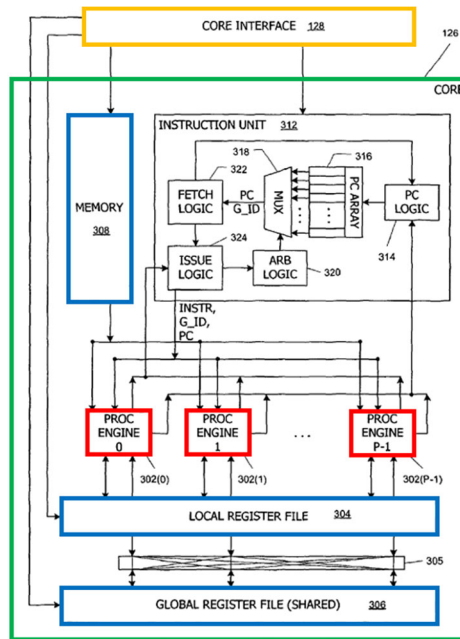 CORE INTERFACE 128
126
CORE
INSTRUCTION UNIT 312
318
316
322
MEMORY
308
FETCH
LOGIC
PC
G_ID
MUX
PC ARRAY
PC
LOGIC
314
324
ISSUE
LOGIC
ARB
LOGIC
320
INSTR,
G_ID,
PC
PROC
ENGINE
0
PROC
ENGINE
1
...
PROC
ENGINE
P-1
302(0)
302(1)
302(P-1)
LOCAL REGISTER FILE 304
305
GLOBAL REGISTER FILE (SHARED) 306